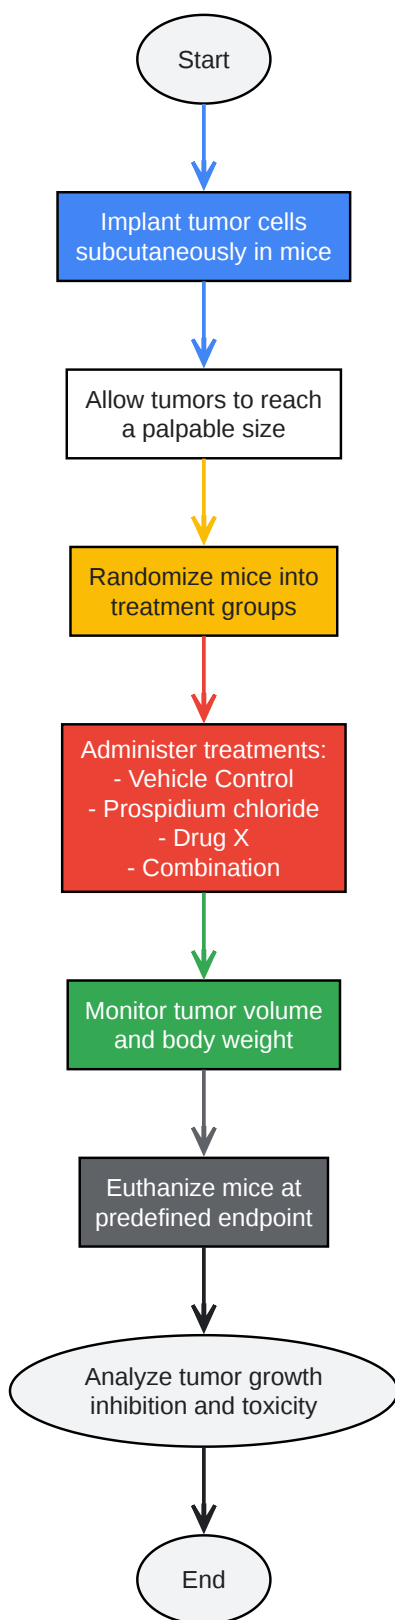 Start
Implant tumor cells
subcutaneously in mice
Allow tumors to reach
a palpable size
Randomize mice into
treatment groups
Administer treatments:
- Vehicle Control
- Prospidium chloride
- Drug X
- Combination
Monitor tumor volume
and body weight
Euthanize mice at
predefined endpoint
Analyze tumor growth
inhibition and toxicity
End